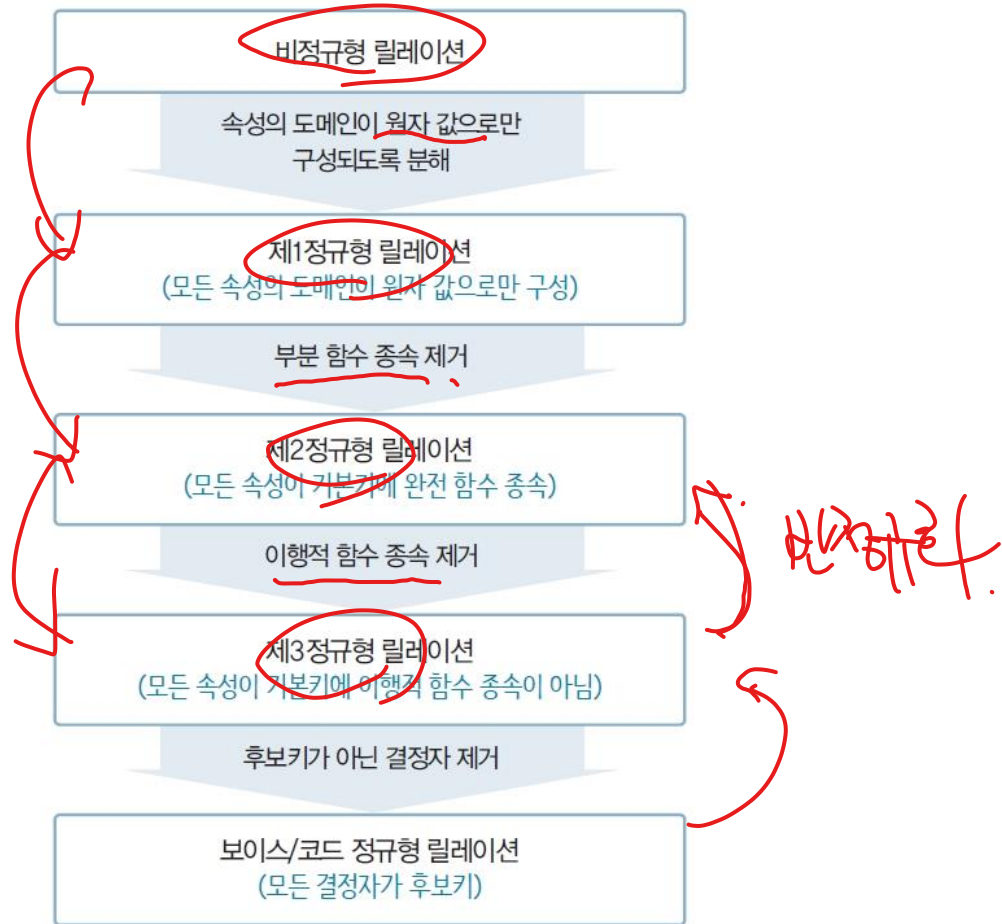 비정규형 릴레이션
속성의 도메인이 원자 값으로만
구성되도록 분해
제1정규형 릴레이션
(모든 속성의 도메인이 원자 값으로만 구성)
부분 함수 종속 제거
제2정규형 릴레이션
(모든 속성이 기본키에 완전 함수 종속)
이행적 함수 종속 제거
반정규화.
제3정규형 릴레이션
(모든 속성이 기본키에 이행적 함수 종속이 아님)
후보키가 아닌 결정자 제거
보이스/코드 정규형 릴레이션
(모든 결정자가 후보키)